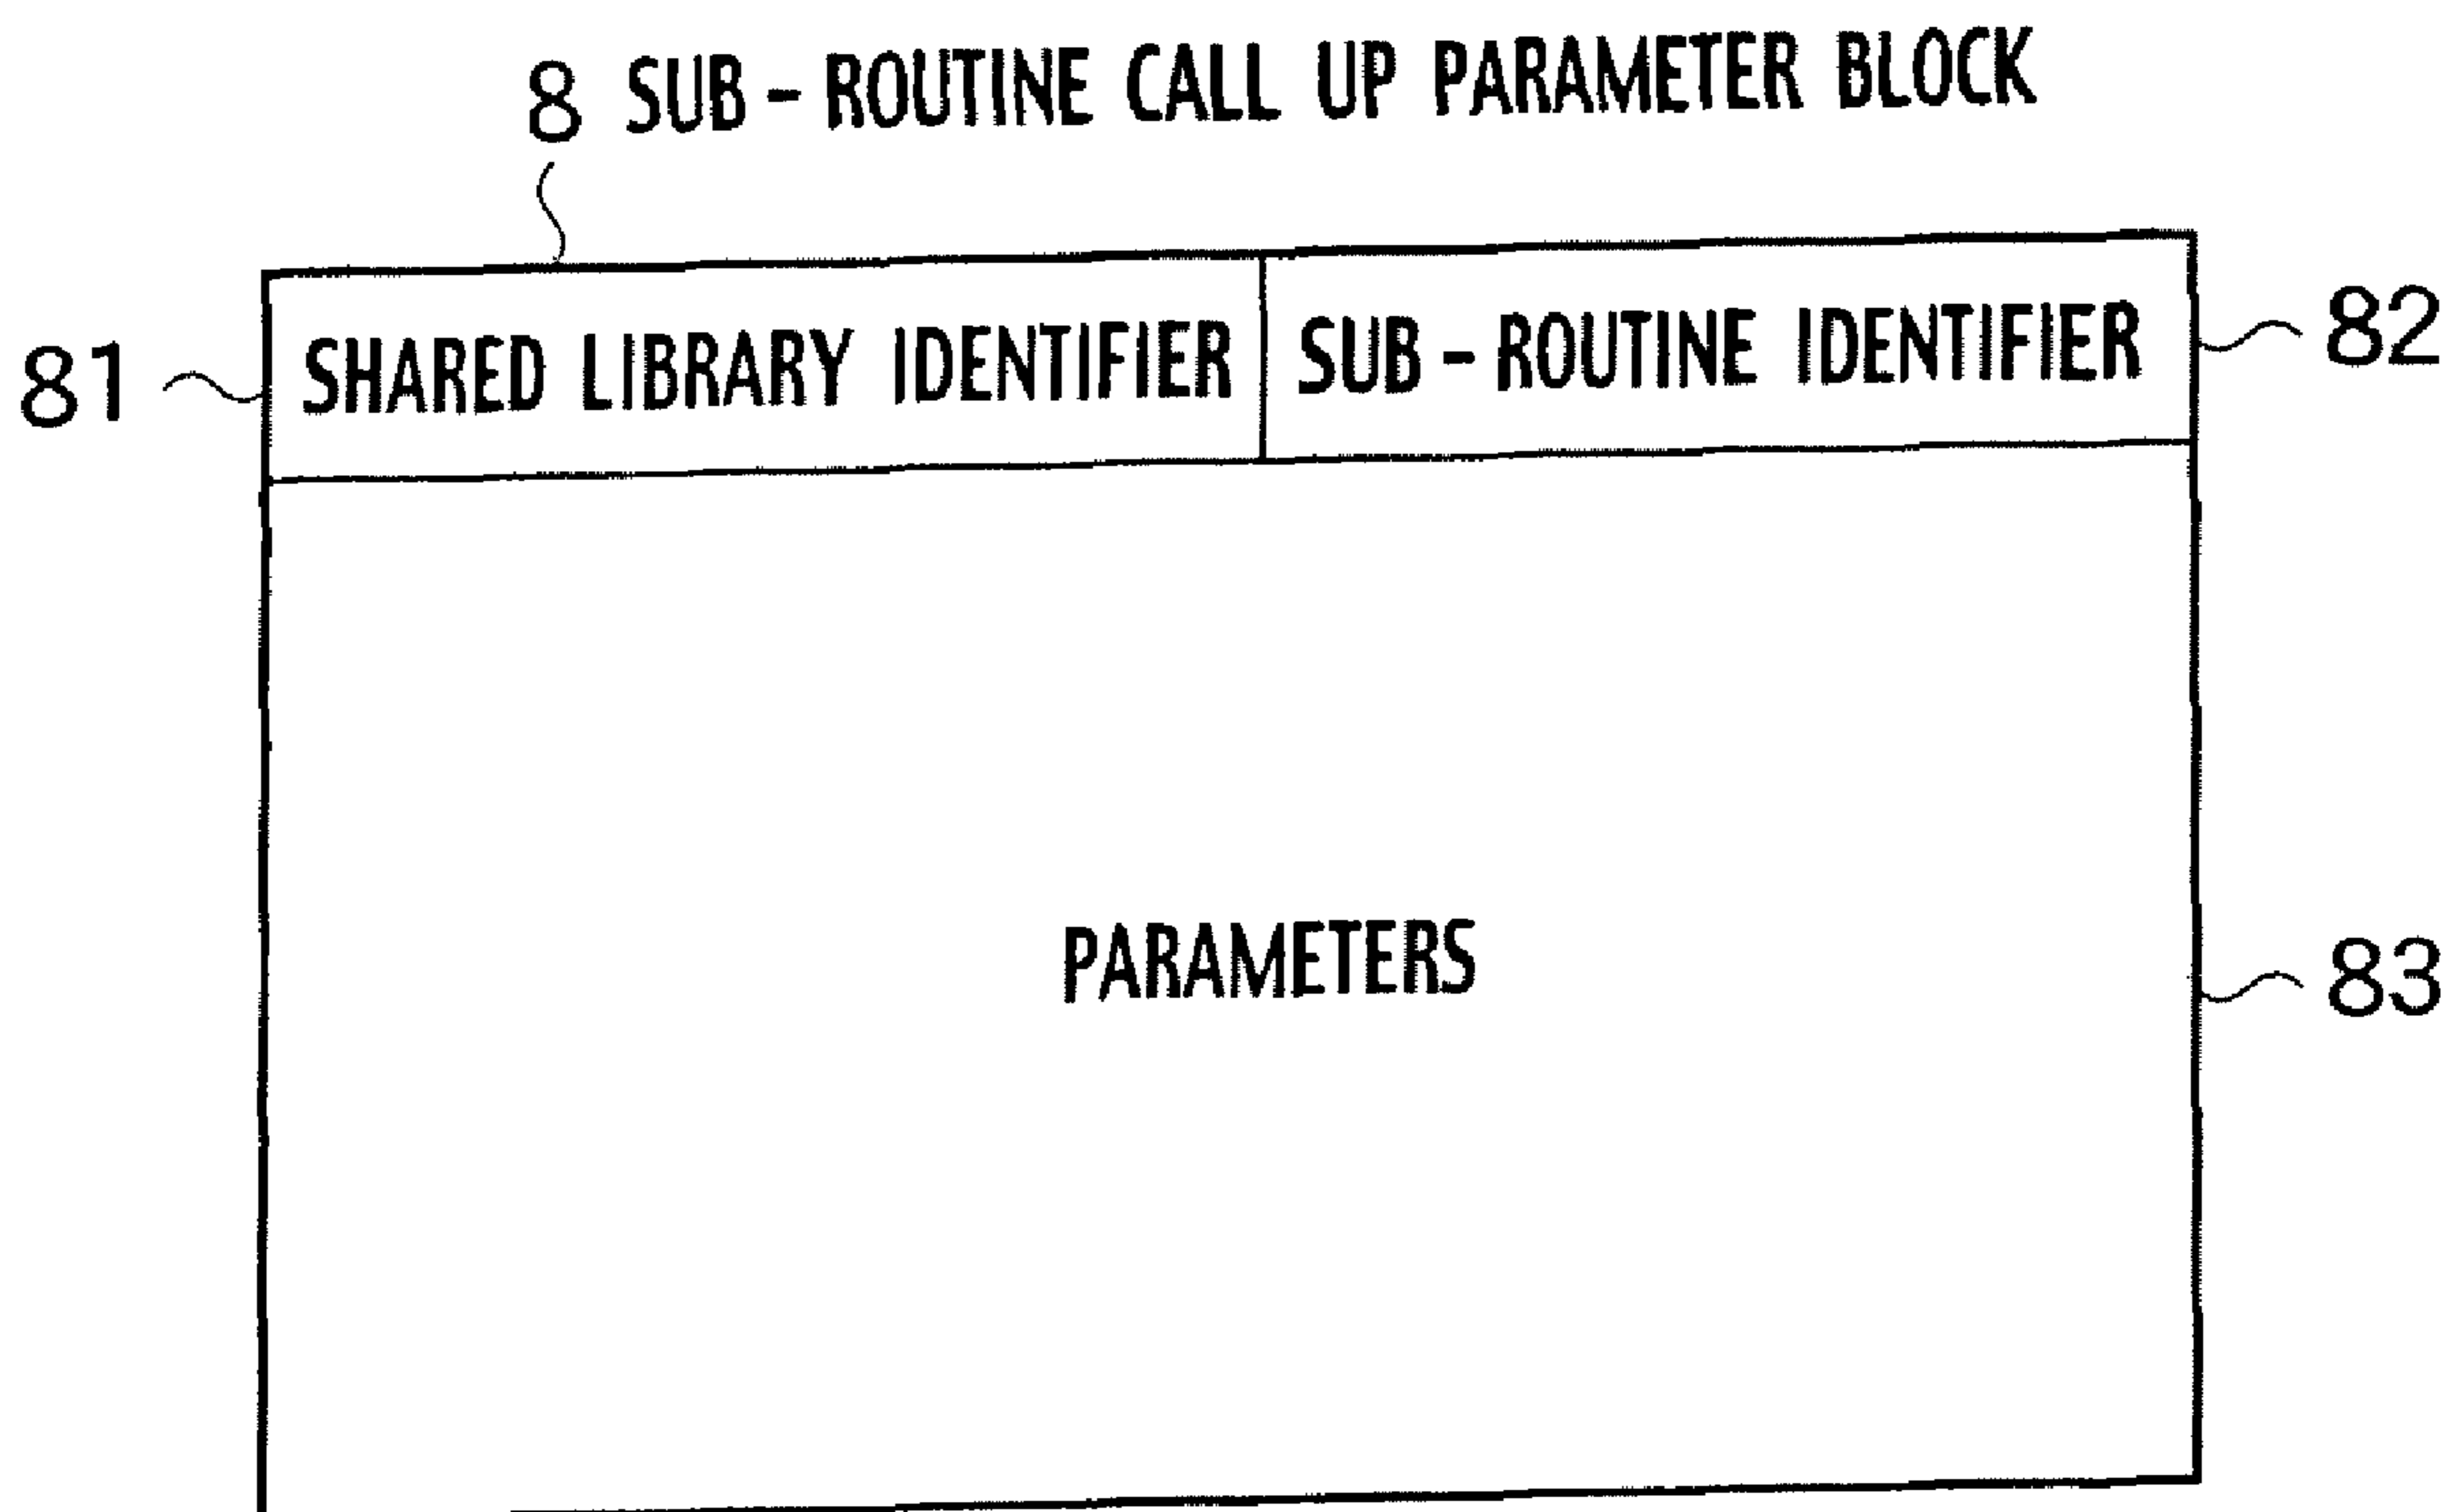 8 SUB-ROUTINE CALL UP PARAMETER BLOCK
81 SHARED LIBRARY IDENTIFIER SUB-ROUTINE IDENTIFIER 82
PARAMETERS 83